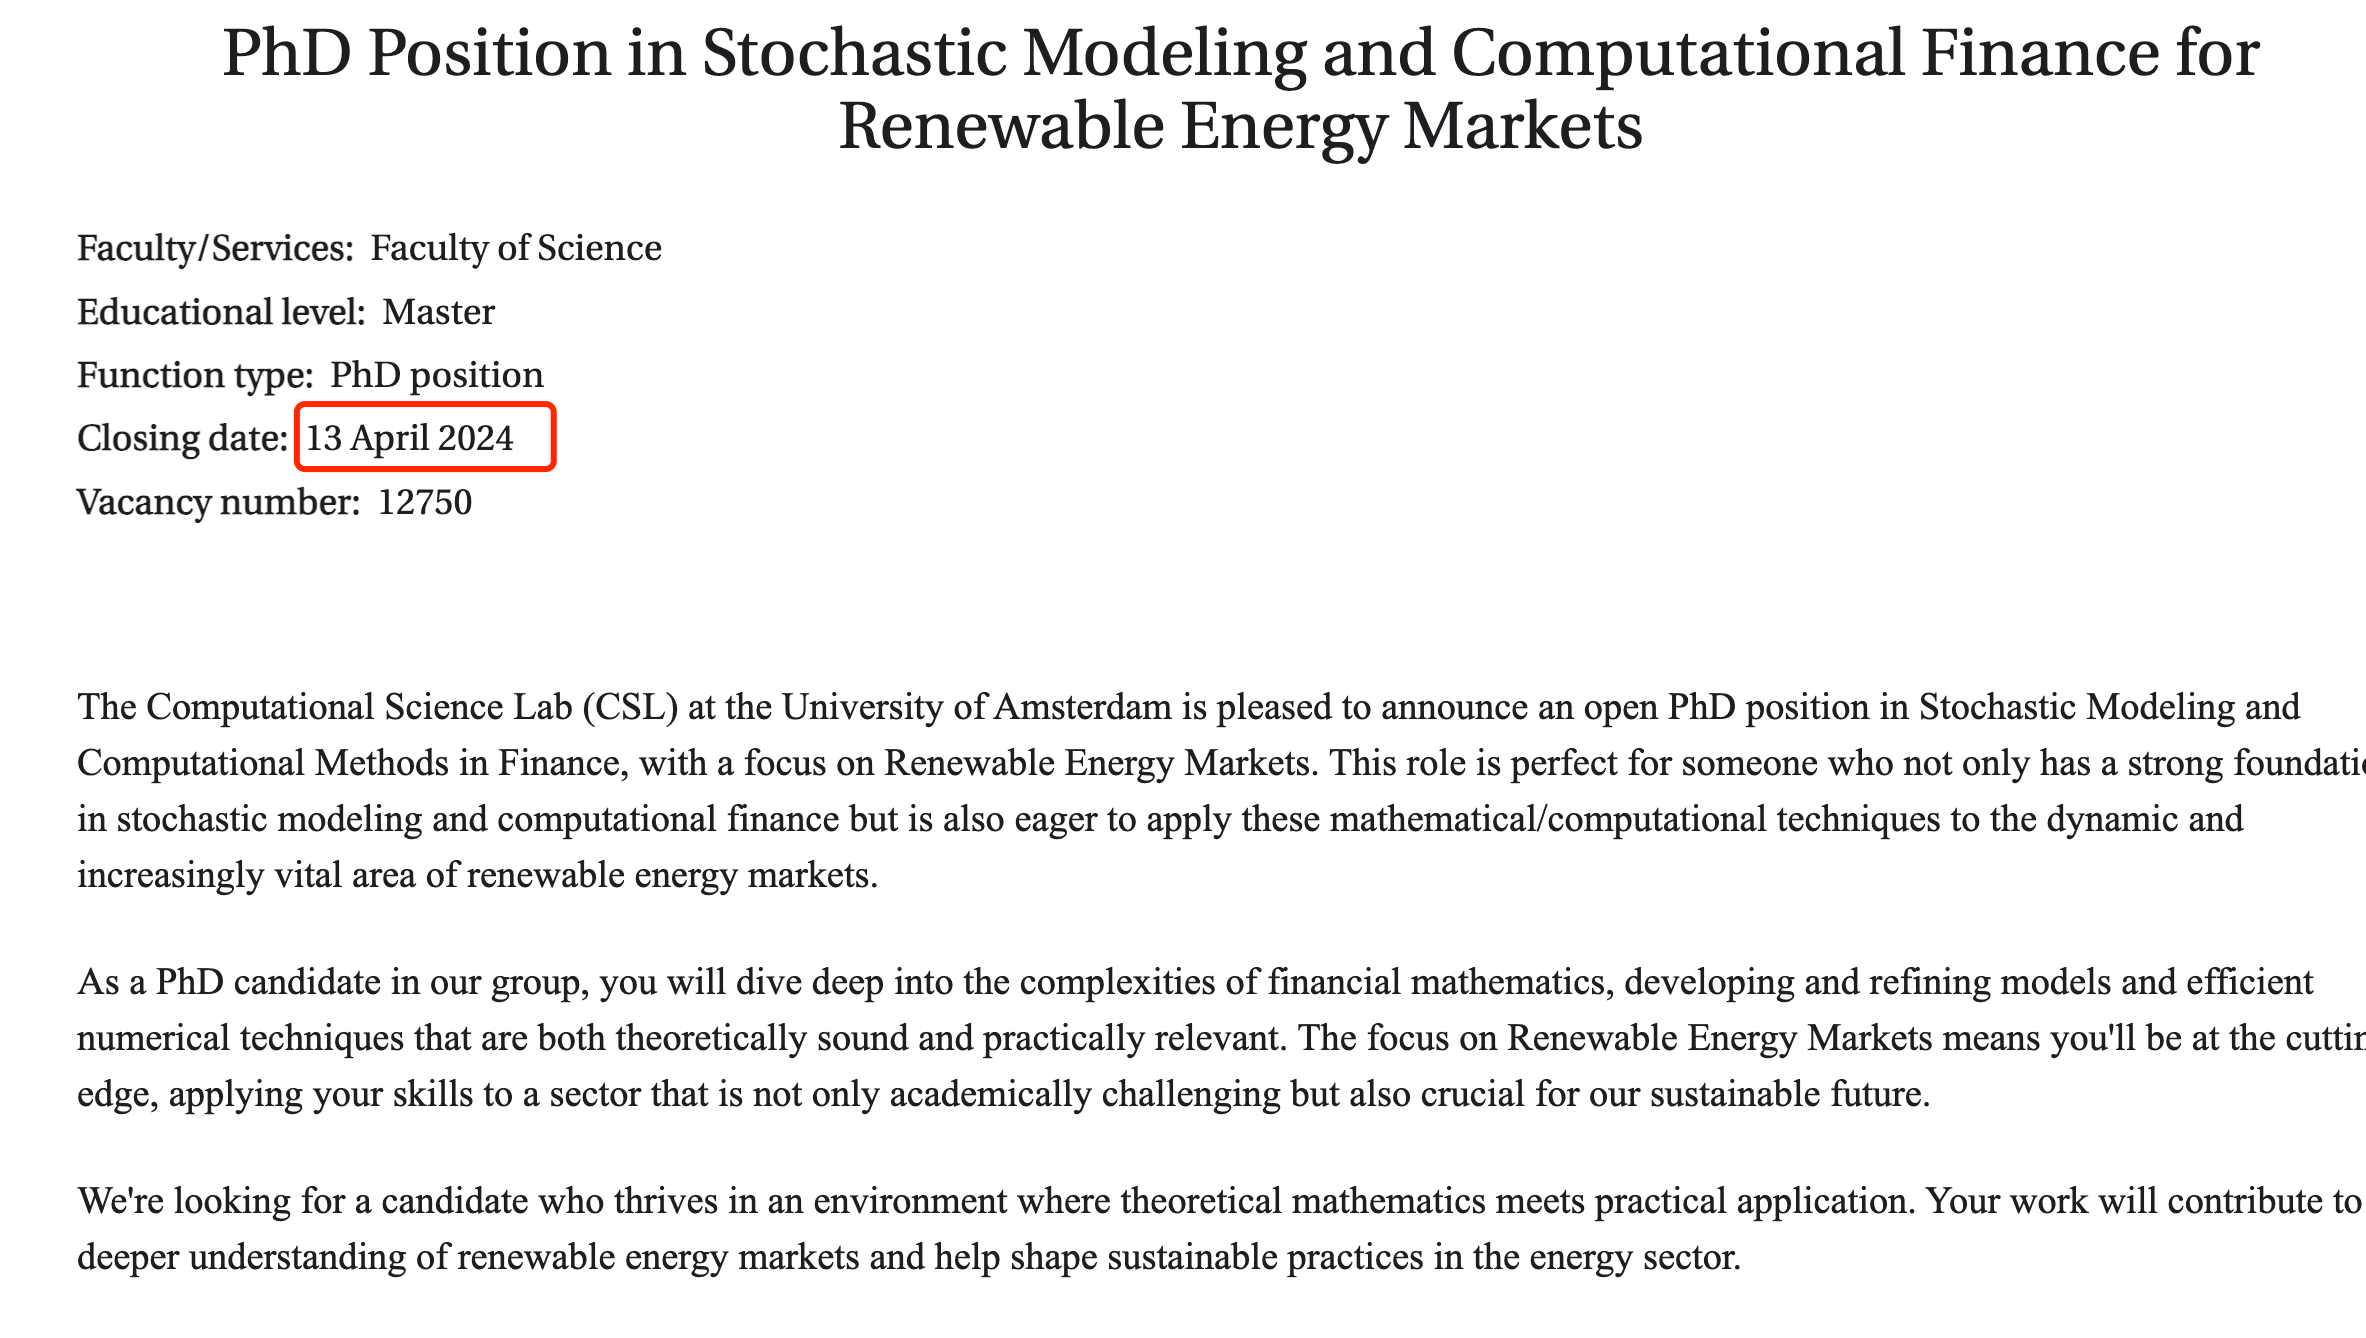 PhD Position in Stochastic Modeling and Computational Finance for
Renewable Energy Markets
Faculty/Services: Faculty of Science
Educational level: Master
Function type: PhD position
Closing date: 13 April 2024
Vacancy number: 12750
The Computational Science Lab (CSL) at the University of Amsterdam is pleased to announce an open PhD position in Stochastic Modeling and
Computational Methods in Finance, with a focus on Renewable Energy Markets. This role is perfect for someone who not only has a strong
in stochastic modeling and computational finance but is also eager to apply these mathematical/computational techniques to the dynamic and
increasingly vital area of renewable energy markets.
As a PhD candidate in our group, you will dive deep into the complexities of financial mathematics, developing and refining models and efficient
numerical techniques that are both theoretically sound and practically relevant. The focus on Renewable Energy Markets means you'll be at the
edge, applying your skills to a sector that is not only academically challenging but also crucial for our sustainable future.
We're looking for a candidate who thrives in an environment where theoretical mathematics meets practical application. Your work will contribute to
deeper understanding of renewable energy markets and help shape sustainable practices in the energy sector.